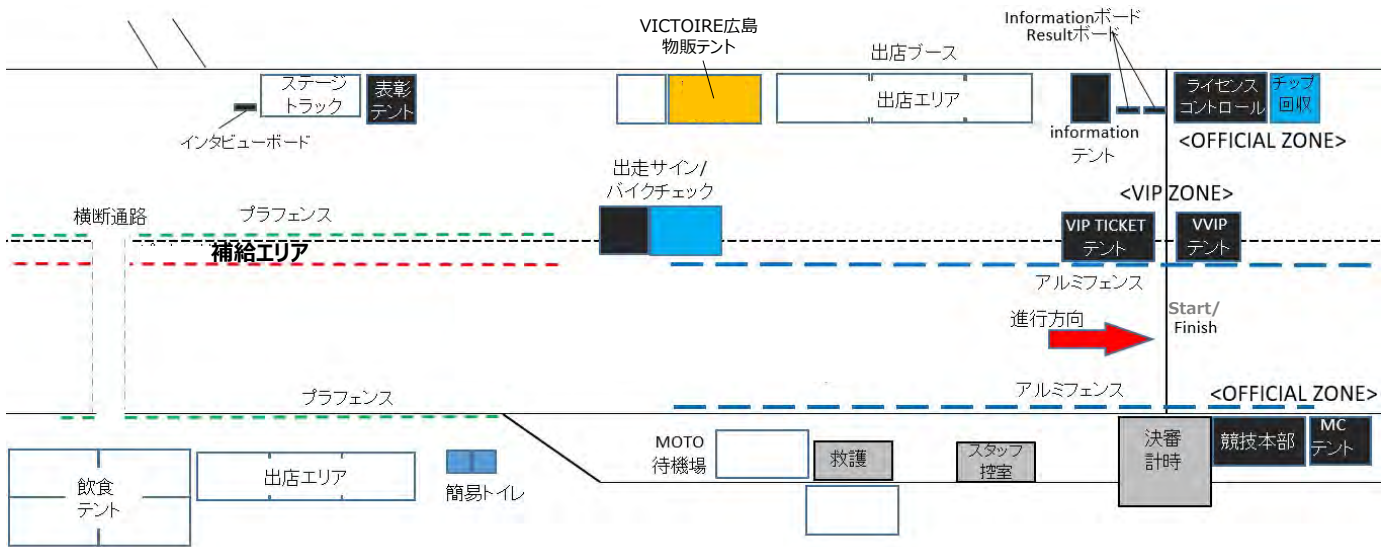 Informationボード
Resultボード
VICTOIRE広島
物販テント
出店ブース
ステージ
トラック
表彰
テント
出店エリア
ライセンス
コントロール
チップ
回収
インタビューボード
information
テント
<OFFICIAL ZONE>
出走サイン/
バイクチェック
<VIP ZONE>
横断通路
プラフェンス
VIP TICKET
テント
VVIP
テント
補給エリア
アルミフェンス
進行方向
Start/
Finish
プラフェンス
アルミフェンス
<OFFICIAL ZONE>
飲食
テント
出店エリア
簡易トイレ
MOTO
待機場
救護
スタッフ
控室
決審
計時
競技本部
MC
テント